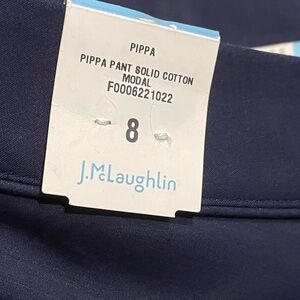 PIPPA
PIPPA PANT SOLID COTTON
MODAL
F0006221022
8
J.McLaughlin